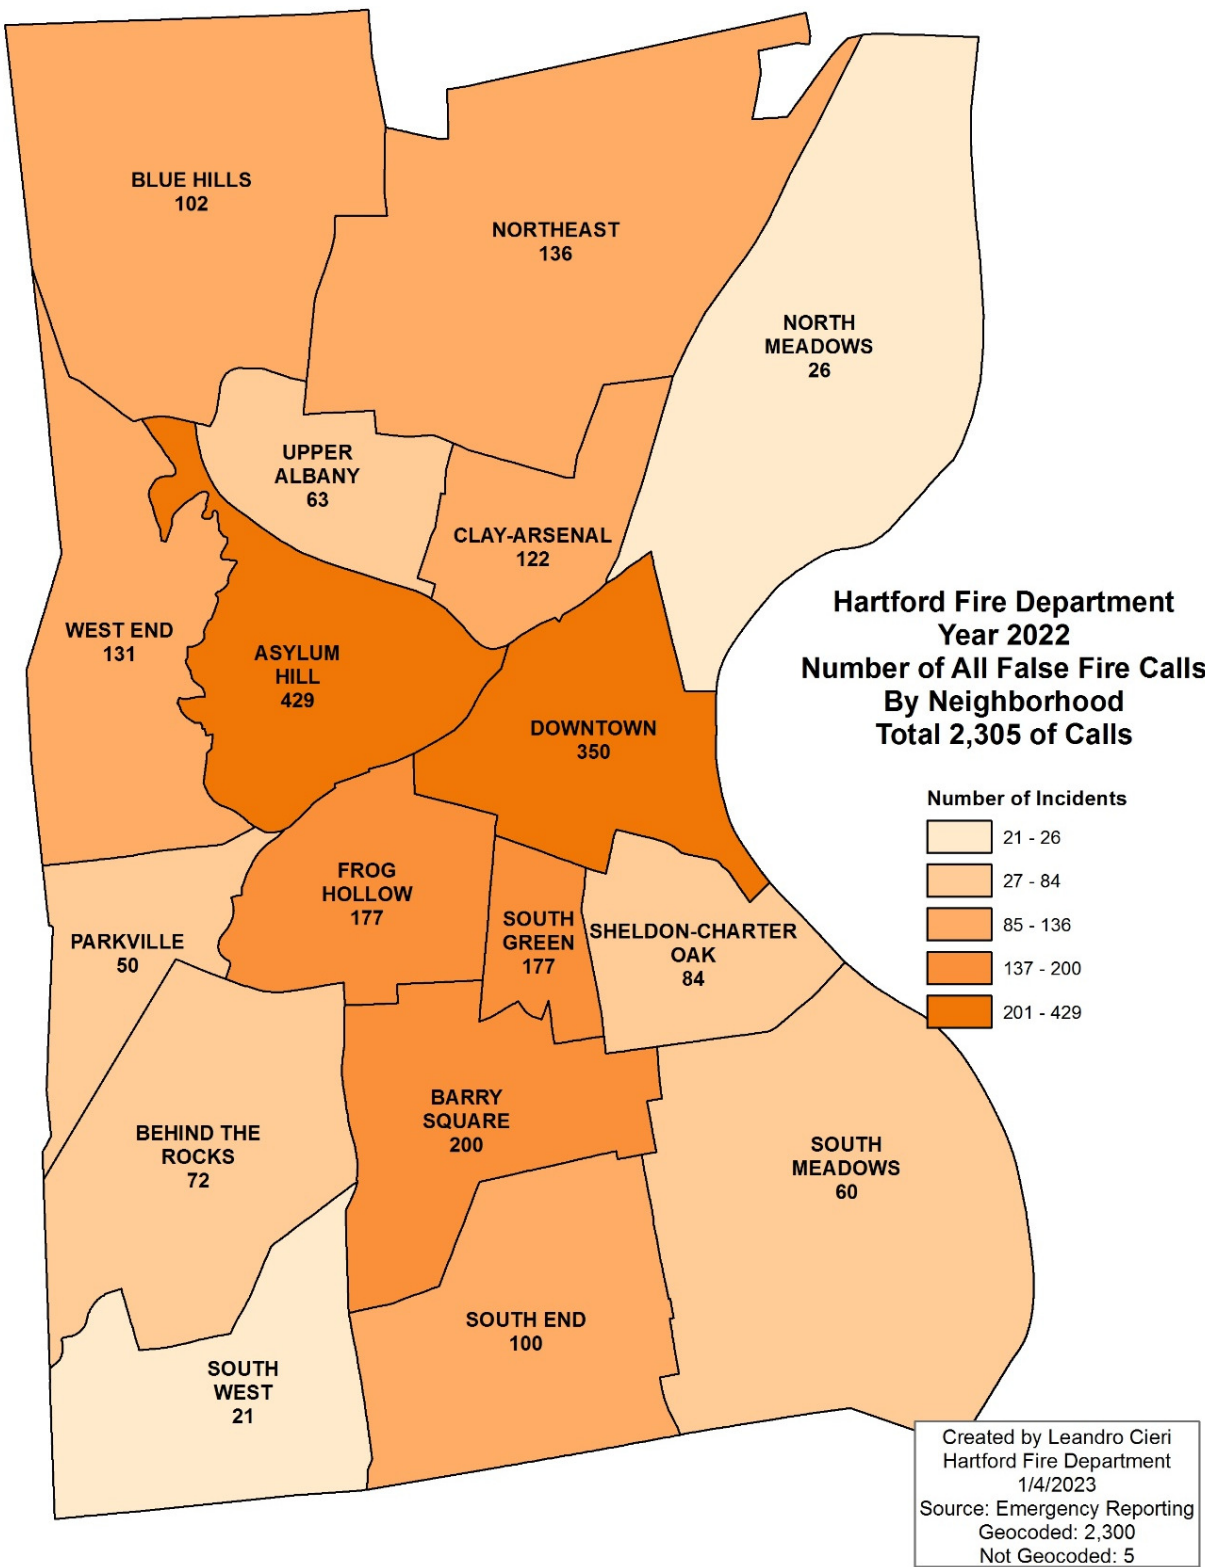 BLUE HILLS
102
NORTHEAST
136
NORTH
MEADOWS
26
UPPER
ALBANY
63
CLAY-ARSENAL
122
WEST END
131
ASYLUM
HILL
429
DOWNTOWN
350
Hartford Fire Department
Year 2022
Number of All False Fire Calls
By Neighborhood
Total 2,305 of Calls
Number of Incidents
21 - 26
27 - 84
85 - 136
137 - 200
201 - 429
FROG
HOLLOW
177
SOUTH
GREEN
177
SHELDON-CHARTER
OAK
84
PARKVILLE
50
BARRY
SQUARE
200
BEHIND THE
ROCKS
72
SOUTH
MEADOWS
60
SOUTH END
100
SOUTH
WEST
21
Created by Leandro Cieri
Hartford Fire Department
1/4/2023
Source: Emergency Reporting
Geocoded: 2,300
Not Geocoded: 5